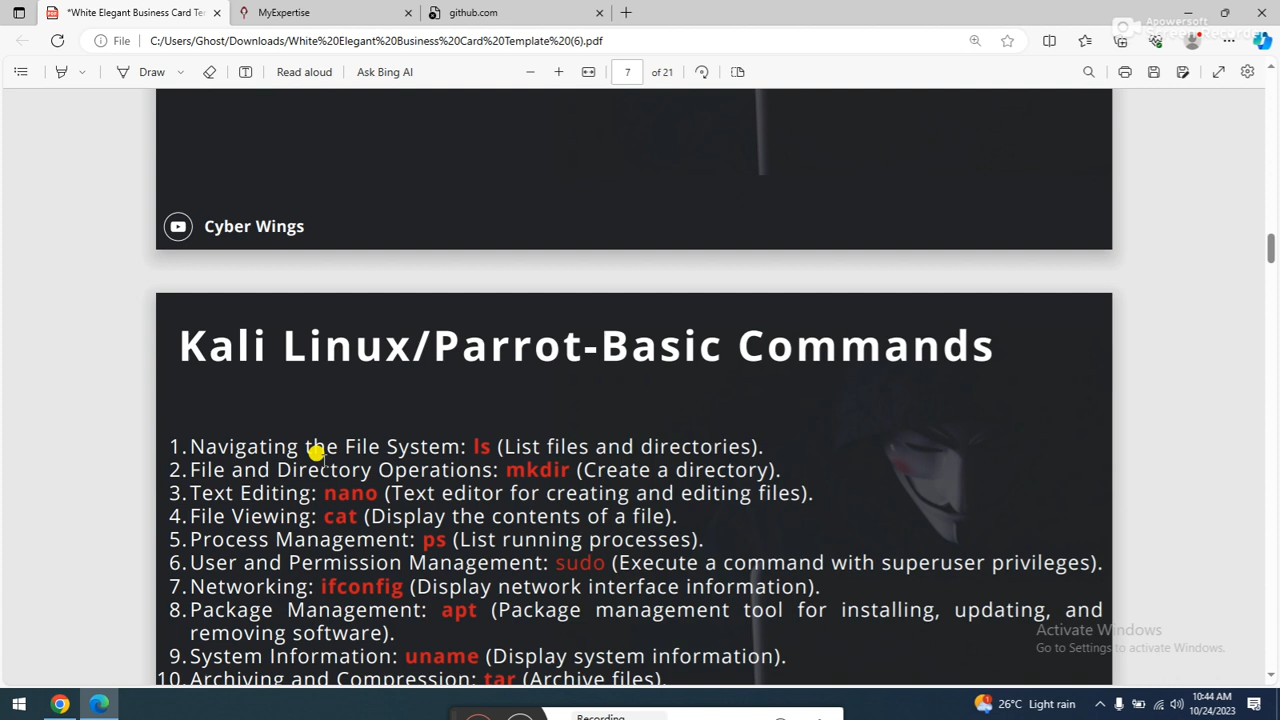 *White Elegant Business Card Ter
MyExpertise
github.com
File
C:/Users/Ghost/Downloads/White%20Elegant%20Business%20Card%20Template%20(6).pdf
Apowersoft
Screen Recorder
Draw
Read aloud
Ask Bing AI
7
of 21
Cyber Wings
Kali Linux/Parrot-Basic Commands
1. Navigating the File System: ls (List files and directories).
2. File and Directory Operations: mkdir (Create a directory).
3. Text Editing: nano (Text editor for creating and editing files).
4. File Viewing: cat (Display the contents of a file).
5. Process Management: ps (List running processes).
6. User and Permission Management: sudo (Execute a command with superuser privileges).
7. Networking: ifconfig (Display network interface information).
8. Package Management: apt (Package management tool for installing, updating, and
removing software).
9. System Information: uname (Display system information).
10. Archiving and Compression: tar (Archive files).
Activate Windows
Go to Settings to activate Windows.
Recording
26°C Light rain
10:44 AM
10/24/2023